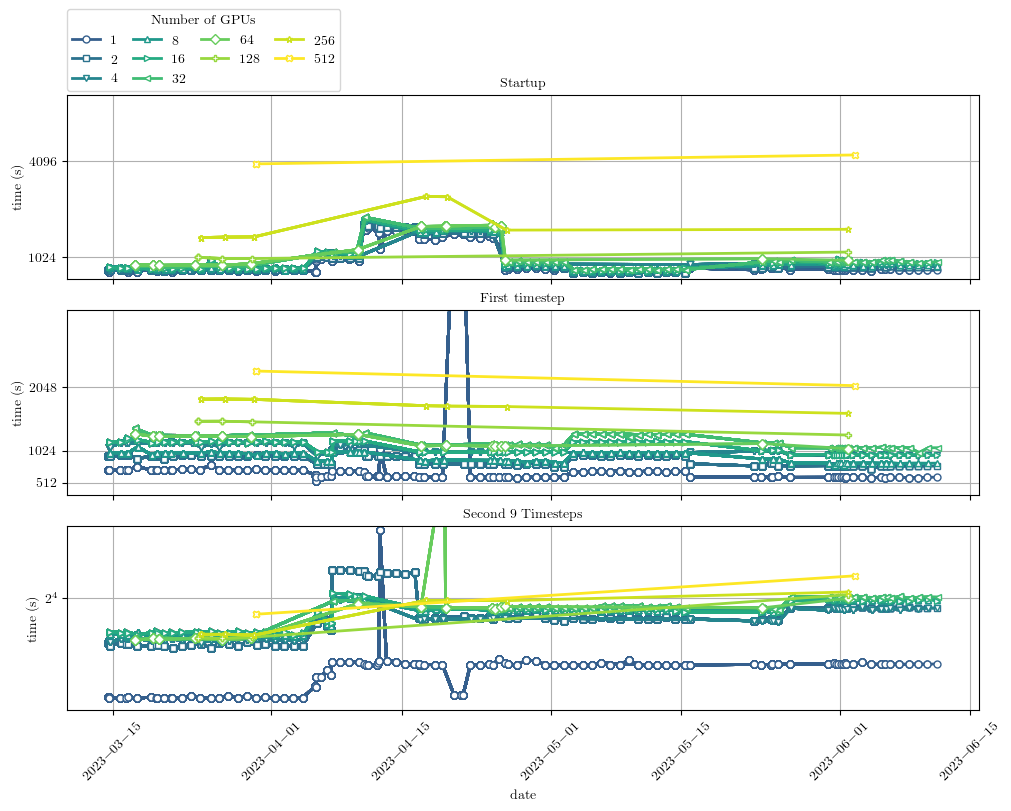 Number of GPUs
1 8 64 256
2 16 128 512
4 32
Startup
4096
1024
time (s)
First timestep
2048
1024
512
time (s)
Second 9 Timesteps
2⁴
time (s)
2023−03−15 2023−04−01 2023−04−15 2023−05−01 2023−05−15 2023−06−01 2023−06−15
date